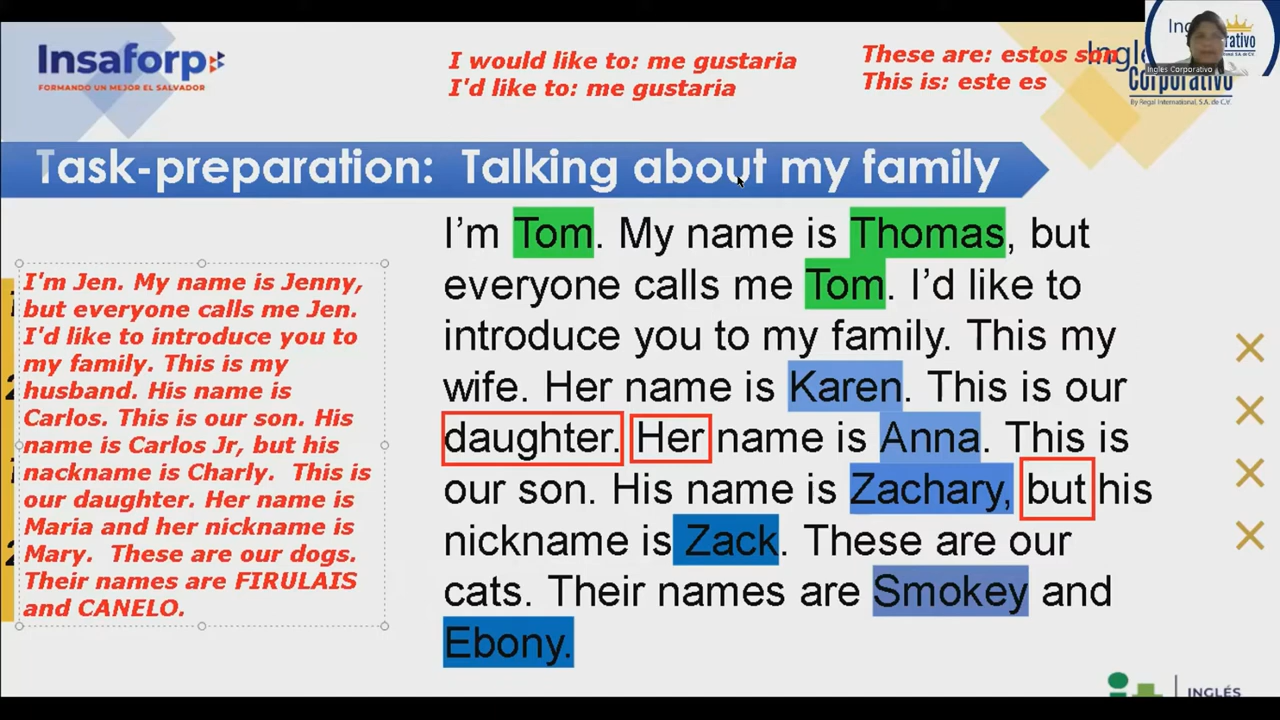 Insaforp
FORMANDO UN MEJOR EL SALVADOR
I would like to: me gustaria
I'd like to: me gustaria
These are: estos son
This is: este es
Corporativo
By Regal International, S.A. de C.V.
Ingles Corporativo
Task-preparation: Talking about my family
I'm Jen. My name is Jenny,
but everyone calls me Jen.
I'd like to introduce you to
my family. This is my
husband. His name is
Carlos. This is our son. His
name is Carlos Jr, but his
nackname is Charly. This is
our daughter. Her name is
Maria and her nickname is
Mary. These are our dogs.
Their names are FIRULAIS
and CANELO.
I'm Tom. My name is Thomas, but
everyone calls me Tom. I'd like to
introduce you to my family. This my
wife. Her name is Karen. This is our
daughter. Her name is Anna. This is
our son. His name is Zachary, but his
nickname is Zack. These are our
cats. Their names are Smokey and
Ebony.
INGLÉS